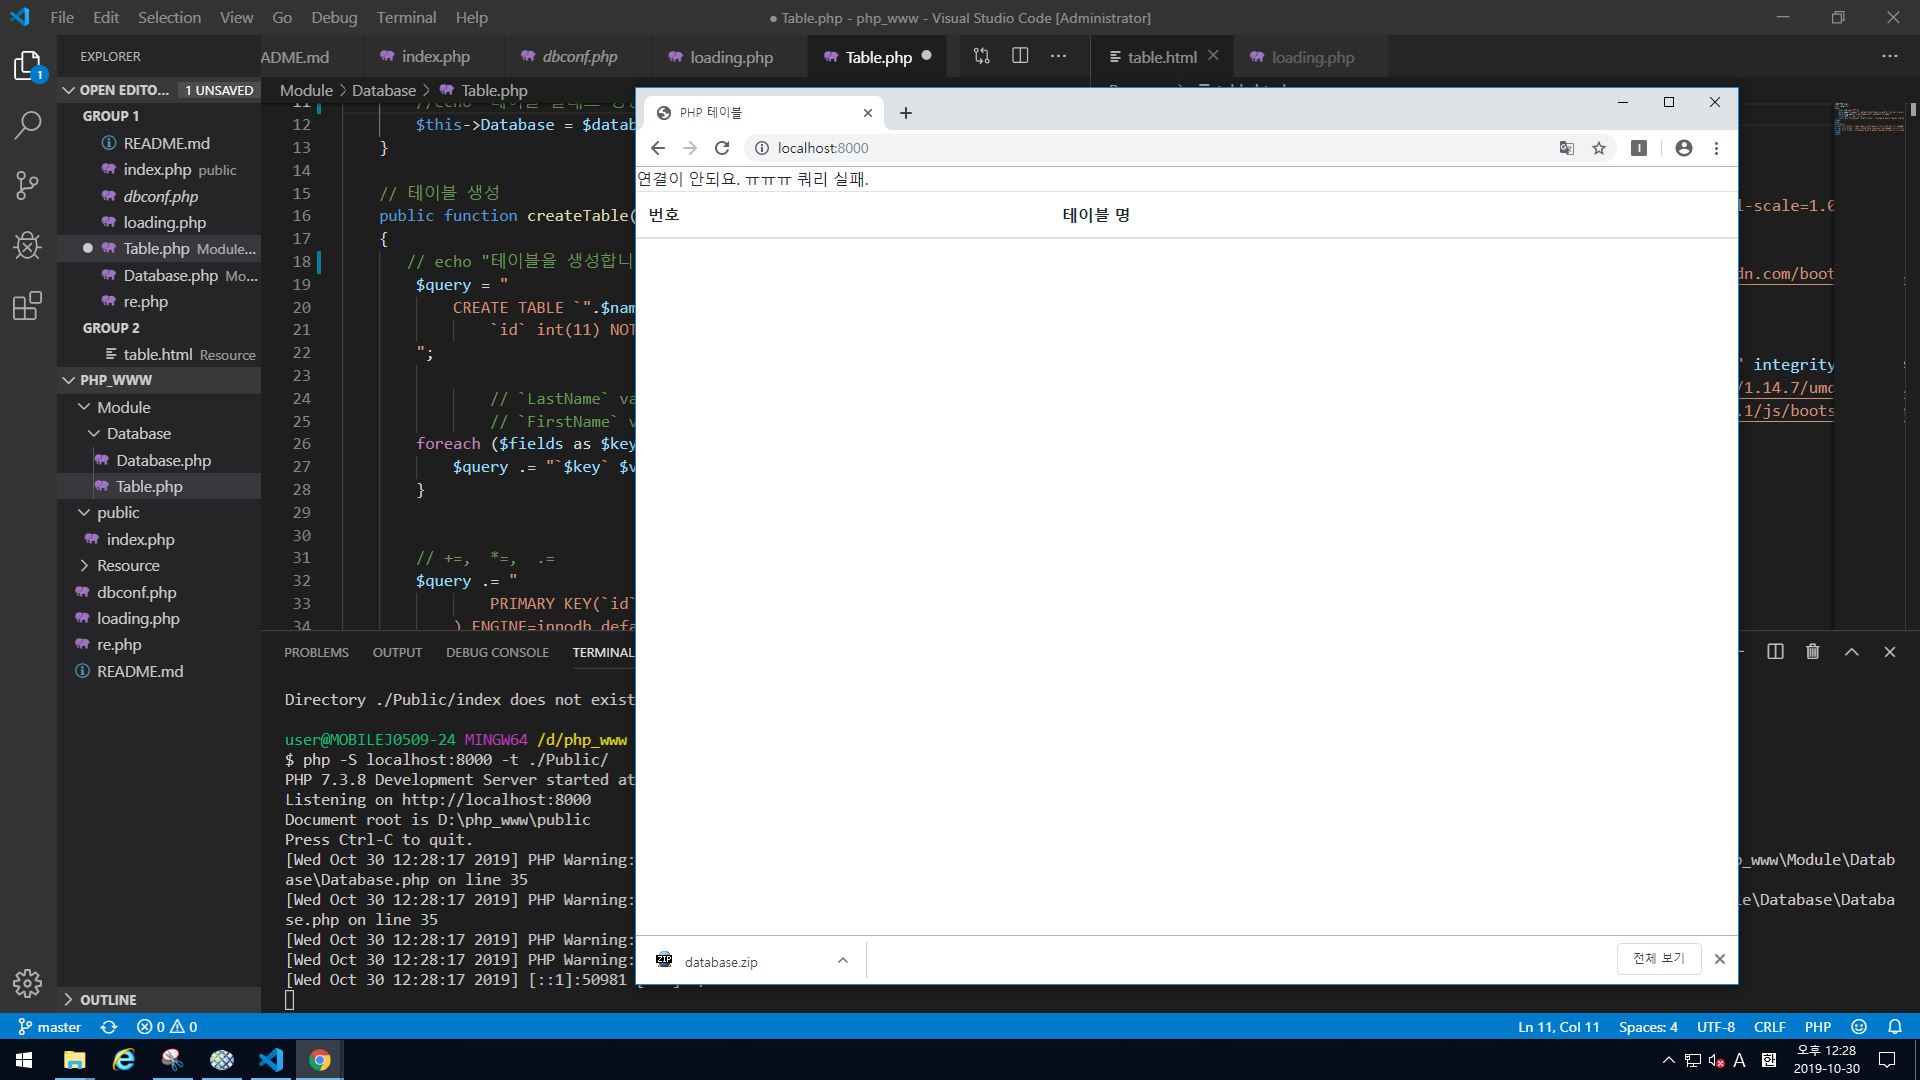 File Edit Selection View Go Debug Terminal Help
● Table.php - php_www - Visual Studio Code [Administrator]
EXPLORER
OPEN EDITO... 1 UNSAVED
GROUP 1
README.md
index.php public
dbconf.php
loading.php
Table.php Module...
Database.php Mo...
re.php
GROUP 2
table.html Resource
PHP_WWW
Module
Database
Database.php
Table.php
public
index.php
Resource
dbconf.php
loading.php
re.php
README.md
OUTLINE
ADME.md index.php dbconf.php loading.php Table.php
table.html loading.php
Module > Database > Table.php
12 $this->Database = $datab
13 }
14
15 // 테이블 생성
16 public function createTable(
17 {
18 // echo "테이블을 생성합니
19 $query = "
20 CREATE TABLE `".$nam
21 `id` int(11) NOT
22 ";
23
24 // `LastName` va
25 // `FirstName` v
26 foreach ($fields as $key
27 $query .= "`$key` $v
28 }
29
30
31 // +=, *=, .=
32 $query .= "
33 PRIMARY KEY(`id`
34 ) ENGINE=innodb defa
l-scale=1.0
dn.com/boot
" integrity
/1.14.7/umd
.1/js/boots
PHP 테이블
localhost:8000
연결이 안되요. ㅠㅠㅠ 쿼리 실패.
번호 테이블 명
database.zip
전체 보기
PROBLEMS OUTPUT DEBUG CONSOLE TERMINAL
Directory ./Public/index does not exist
user@MOBILEJ0509-24 MINGW64 /d/php_www
$ php -S localhost:8000 -t ./Public/
PHP 7.3.8 Development Server started at
Listening on http://localhost:8000
Document root is D:\php_www\public
Press Ctrl-C to quit.
[Wed Oct 30 12:28:17 2019] PHP Warning: p_www\Module\Datab
ase\Database.php on line 35
[Wed Oct 30 12:28:17 2019] PHP Warning: le\Database\Databa
se.php on line 35
[Wed Oct 30 12:28:17 2019] PHP Warning:
[Wed Oct 30 12:28:17 2019] PHP Warning:
[Wed Oct 30 12:28:17 2019] [::1]:50981
master 0 0
Ln 11, Col 11 Spaces: 4 UTF-8 CRLF PHP
A 한
오후 12:28
2019-10-30